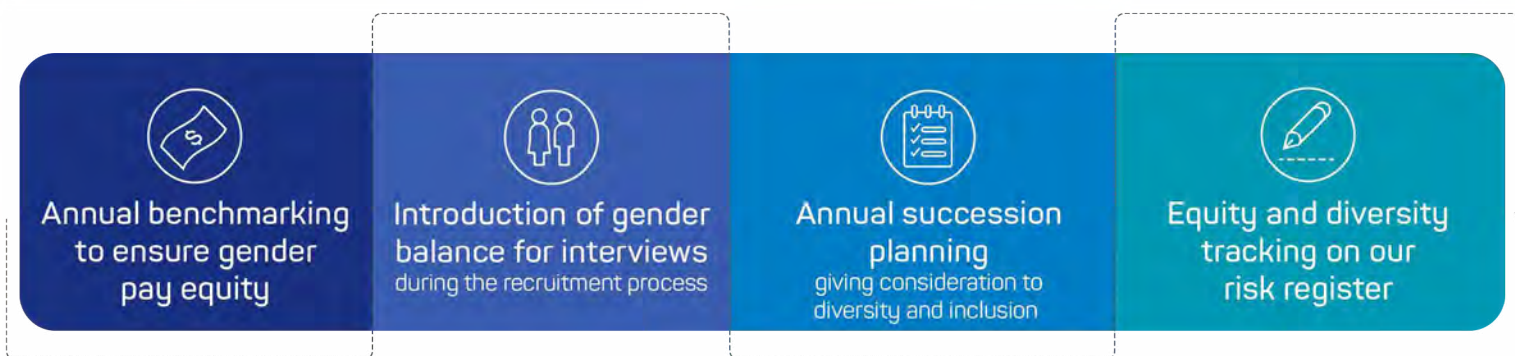 $
Annual benchmarking
to ensure gender
pay equity
Introduction of gender
balance for interviews
during the recruitment process
Annual succession
planning
giving consideration to
diversity and inclusion
Equity and diversity
tracking on our
risk register